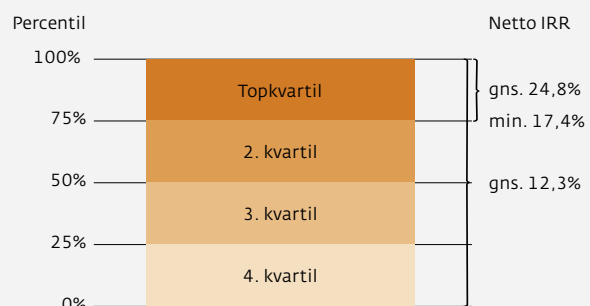 Percentil
Netto IRR
100%
Topkvartil
gns. 24,8%
75%
min. 17,4%
2. kvartil
50%
gns. 12,3%
3. kvartil
25%
4. kvartil
0%